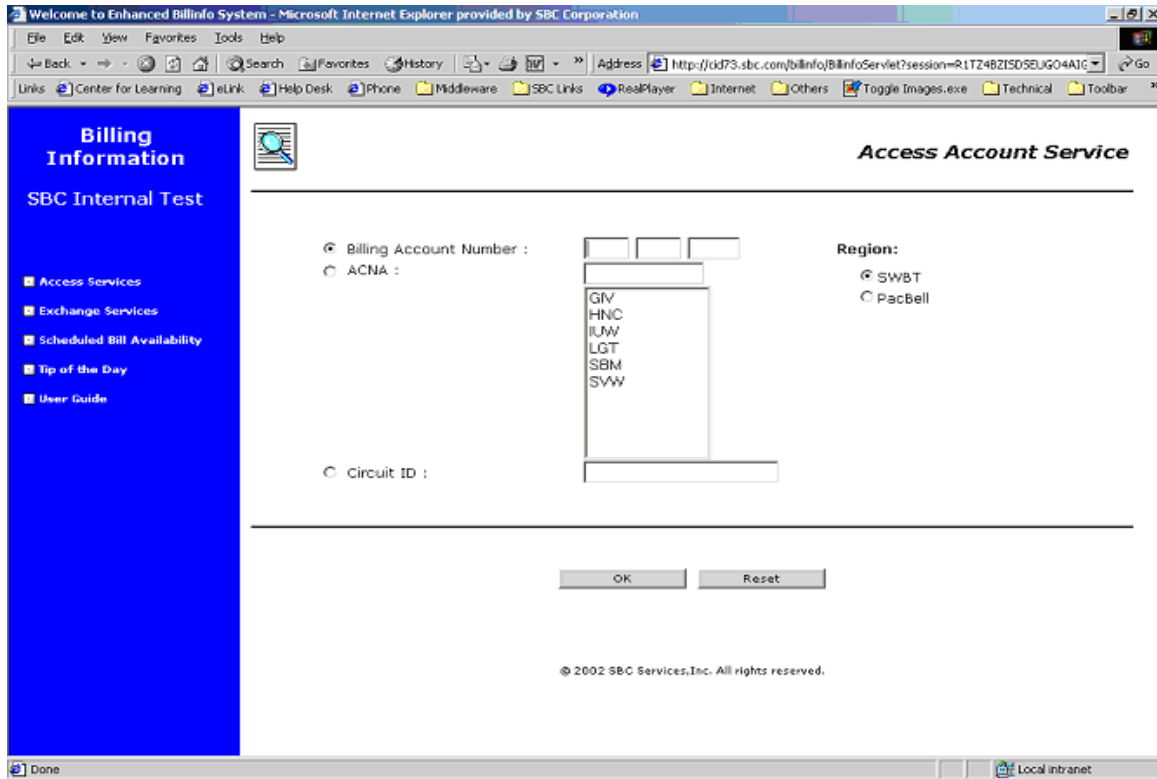 Welcome to Enhanced Billinfo System - Microsoft Internet Explorer provided by SBC Corporation
File Edit View Favorites Tools Help
Back Search Favorites History » Address http://cid73.sbc.com/billinfo/BillnfoServlet?session= Go
Links Center for Learning eLink Help Desk Phone Middleware SBC Links RealPlayer Internet Others Toggle Images.exe Technical Toolbar »
Billing
Information
SBC Internal Test
Access Services
Exchange Services
Scheduled Bill Availability
Tip of the Day
User Guide
Access Account Service
Billing Account Number :
Region:
ACNA :
SWBT
PacBell
GIV
HNC
IUW
LGT
SBM
SVW
Circuit ID :
OK Reset
© 2002 SBC Services,Inc. All rights reserved.
Done Local intranet